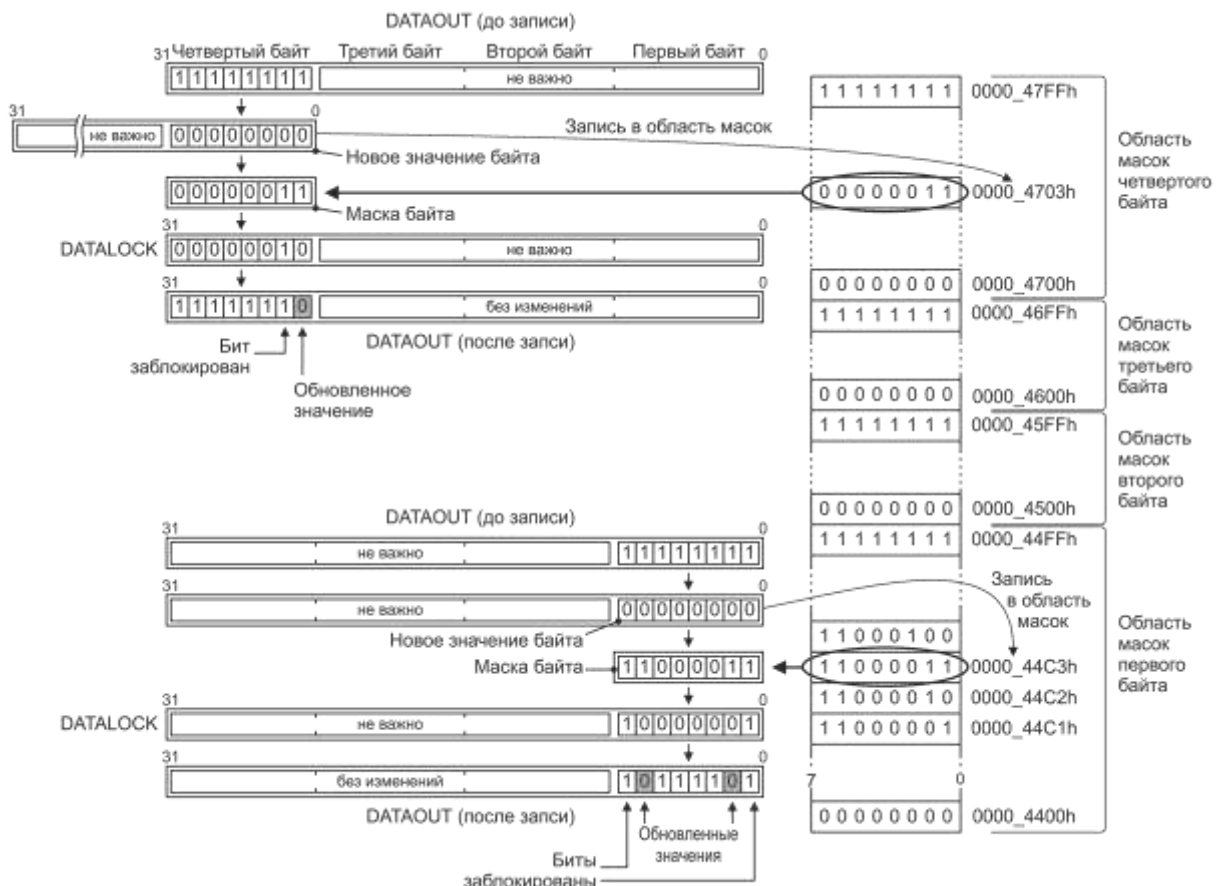 DATAOUT (до записи)
31 Четвертый байт Третий байт Второй байт Первый байт 0
1 1 1 1 1 1 1 1 не важно
31 0
не важно 0 0 0 0 0 0 0 0
Запись в область масок
Новое значение байта
0 0 0 0 0 0 1 1
Маска байта
31 0
DATALOCK 0 0 0 0 0 0 1 0 не важно
31 0
1 1 1 1 1 1 1 0 без изменений
Бит
заблокирован
DATAOUT (после запси)
Обновленное
значение
1 1 1 1 1 1 1 1 0000_47FFh
0 0 0 0 0 0 1 1 0000_4703h
0 0 0 0 0 0 0 0 0000_4700h
Область
масок
четвертого
байта
1 1 1 1 1 1 1 1 0000_46FFh
0 0 0 0 0 0 0 0 0000_4600h
Область
масок
третьего
байта
1 1 1 1 1 1 1 1 0000_45FFh
0 0 0 0 0 0 0 0 0000_4500h
Область
масок
второго
байта
DATAOUT (до записи)
31 0
не важно 1 1 1 1 1 1 1 1
31 0
не важно 0 0 0 0 0 0 0 0
Новое значение байта
Маска байта 1 1 0 0 0 0 1 1
31 0
DATALOCK не важно 1 0 0 0 0 0 0 1
31 0
без изменений 1 0 1 1 1 1 0 1
DATAOUT (после запси)
Обновленные
значения
Биты
заблокированы
1 1 1 1 1 1 1 1 0000_44FFh
Запись
в область
масок
1 1 0 0 0 1 0 0
1 1 0 0 0 0 1 1 0000_44C3h
1 1 0 0 0 0 1 0 0000_44C2h
1 1 0 0 0 0 0 1 0000_44C1h
7 0
0 0 0 0 0 0 0 0 0000_4400h
Область
масок
первого
байта